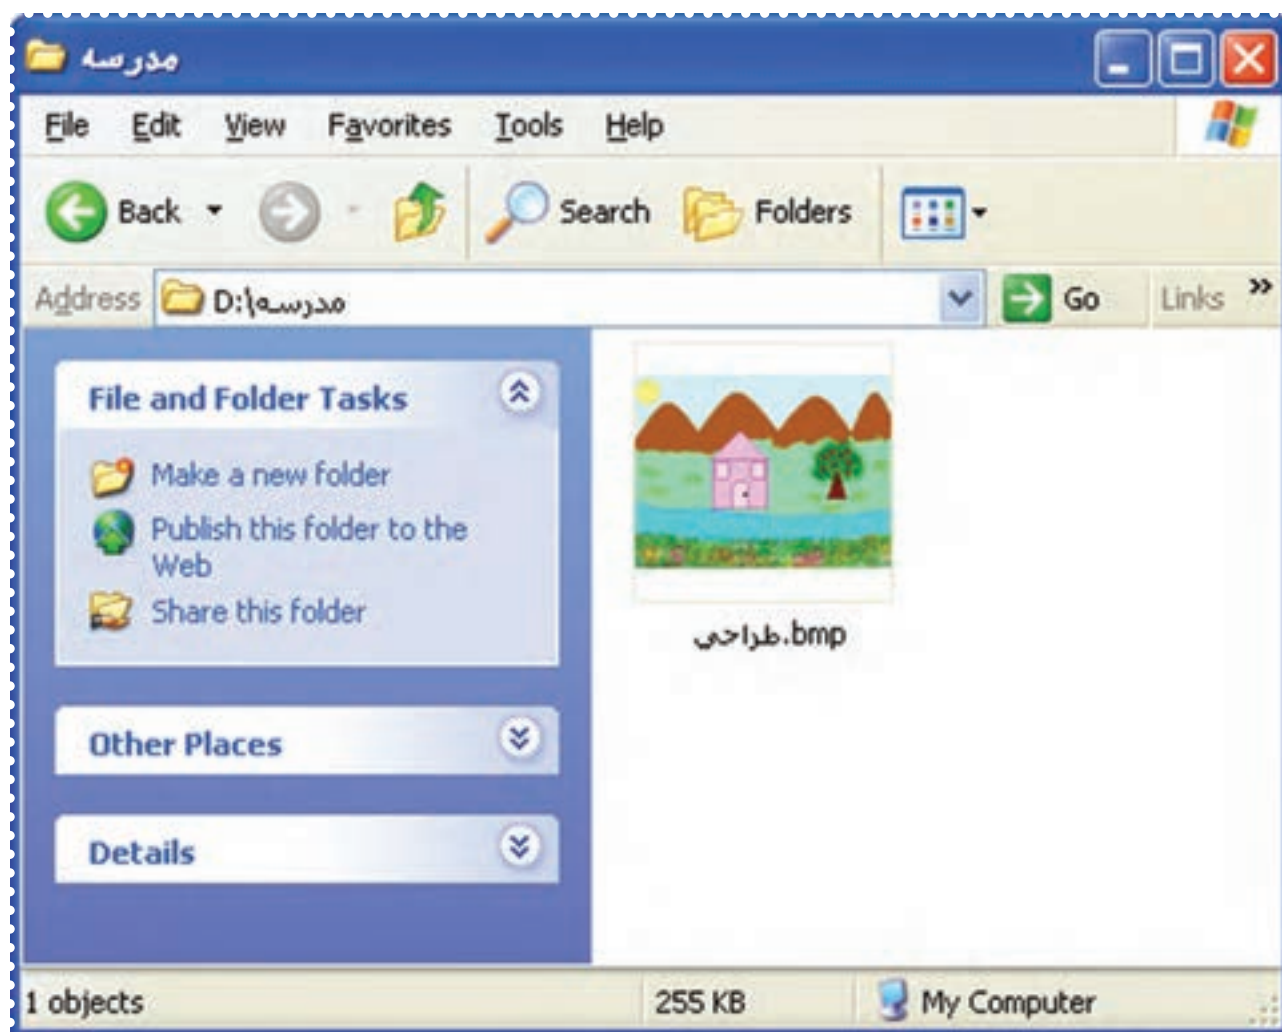 مدرسه
File Edit View Favorites Tools Help
Back Search Folders
Address D:\مدرسه Go Links »
File and Folder Tasks
Make a new folder
Publish this folder to the
Web
Share this folder
طراحي.bmp
Other Places
Details
1 objects 255 KB My Computer